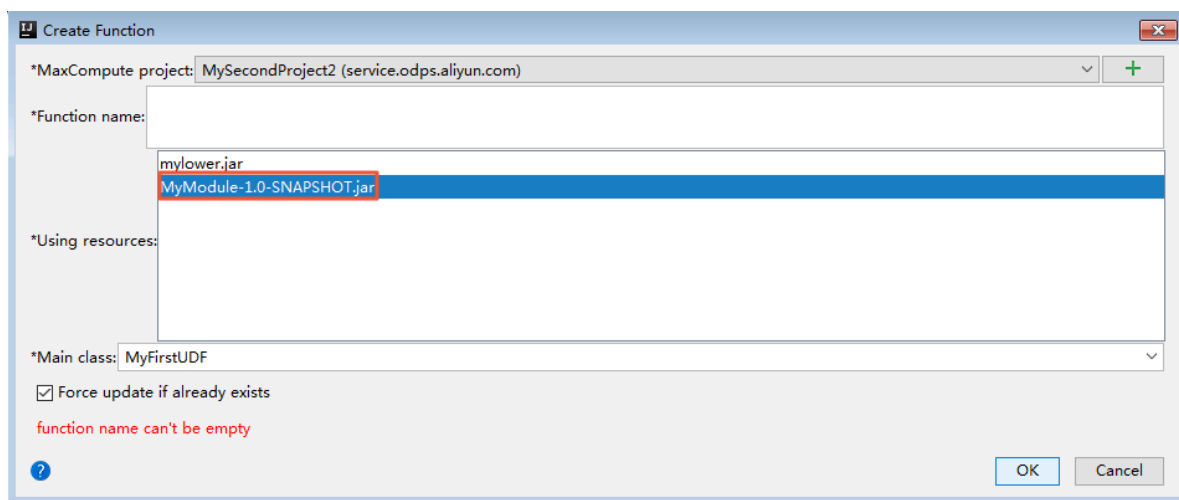 Create Function
*MaxCompute project: MySecondProject2 (service.odps.aliyun.com)
*Function name:
mylower.jar
MyModule-1.0-SNAPSHOT.jar
*Using resources:
*Main class: MyFirstUDF
Force update if already exists
function name can't be empty
OK Cancel